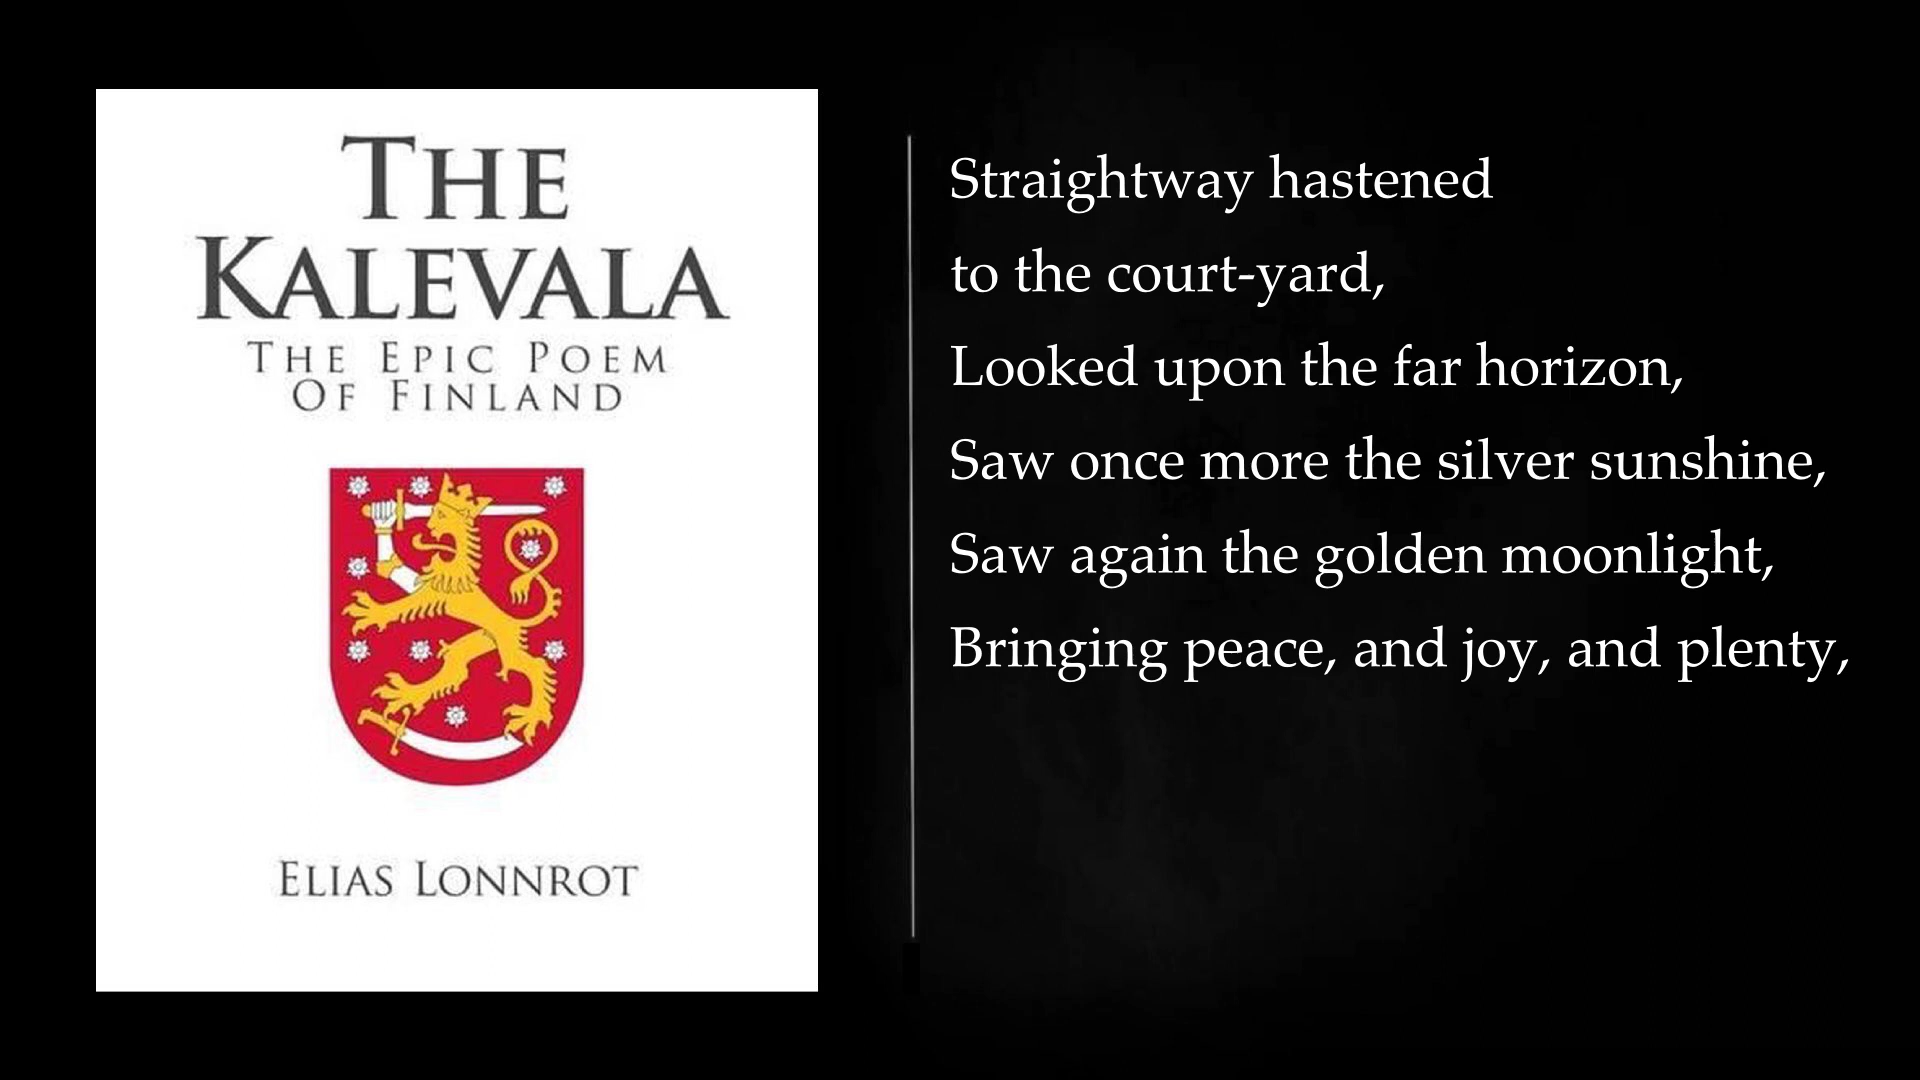 THE
KALEVALA
THE EPIC POEM
OF FINLAND
ELIAS LONNROT
Straightway hastened
to the court-yard,
Looked upon the far horizon,
Saw once more the silver sunshine,
Saw again the golden moonlight,
Bringing peace, and joy, and plenty,